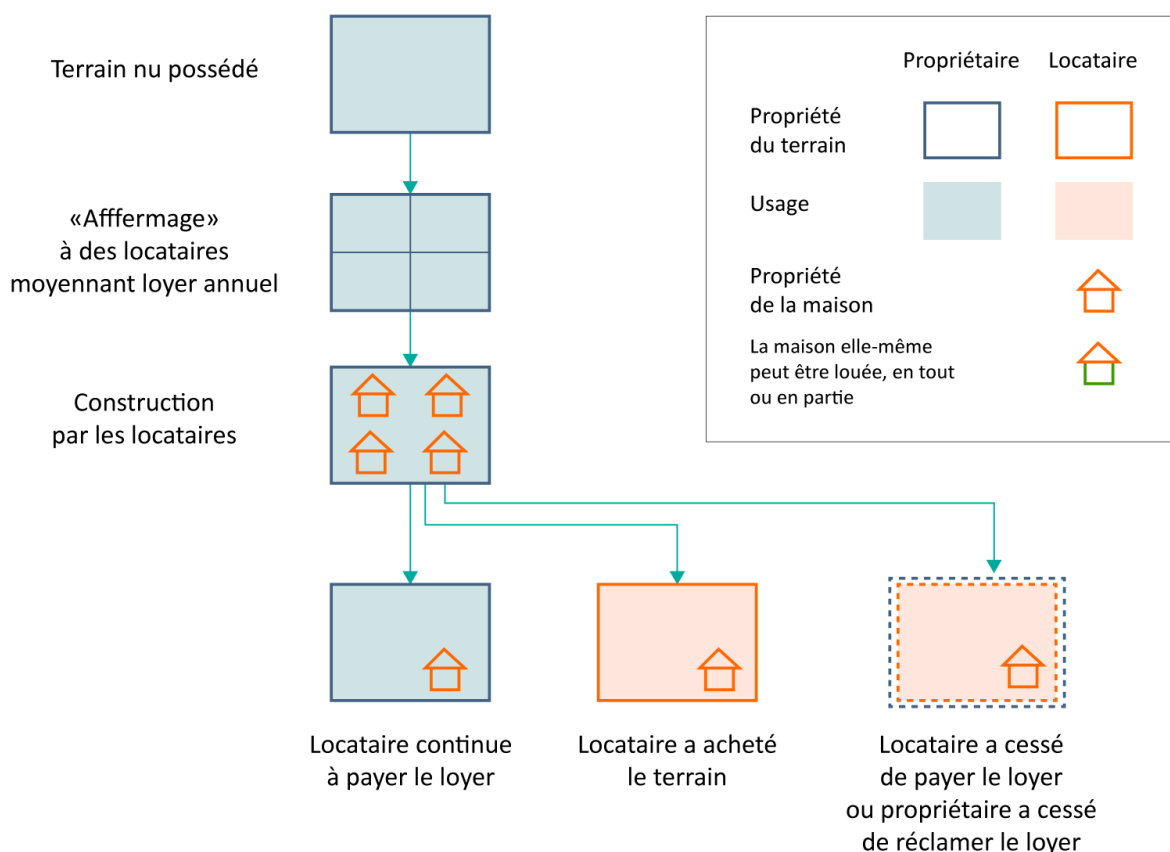 Terrain nu possédé
«Afffermage»
à des locataires
moyennant loyer annuel
Construction
par les locataires
Locataire continue
à payer le loyer
Locataire a acheté
le terrain
Locataire a cessé
de payer le loyer
ou propriétaire a cessé
de réclamer le loyer
Propriétaire Locataire
Propriété
du terrain
Usage
Propriété
de la maison
La maison elle-même
peut être louée, en tout
ou en partie